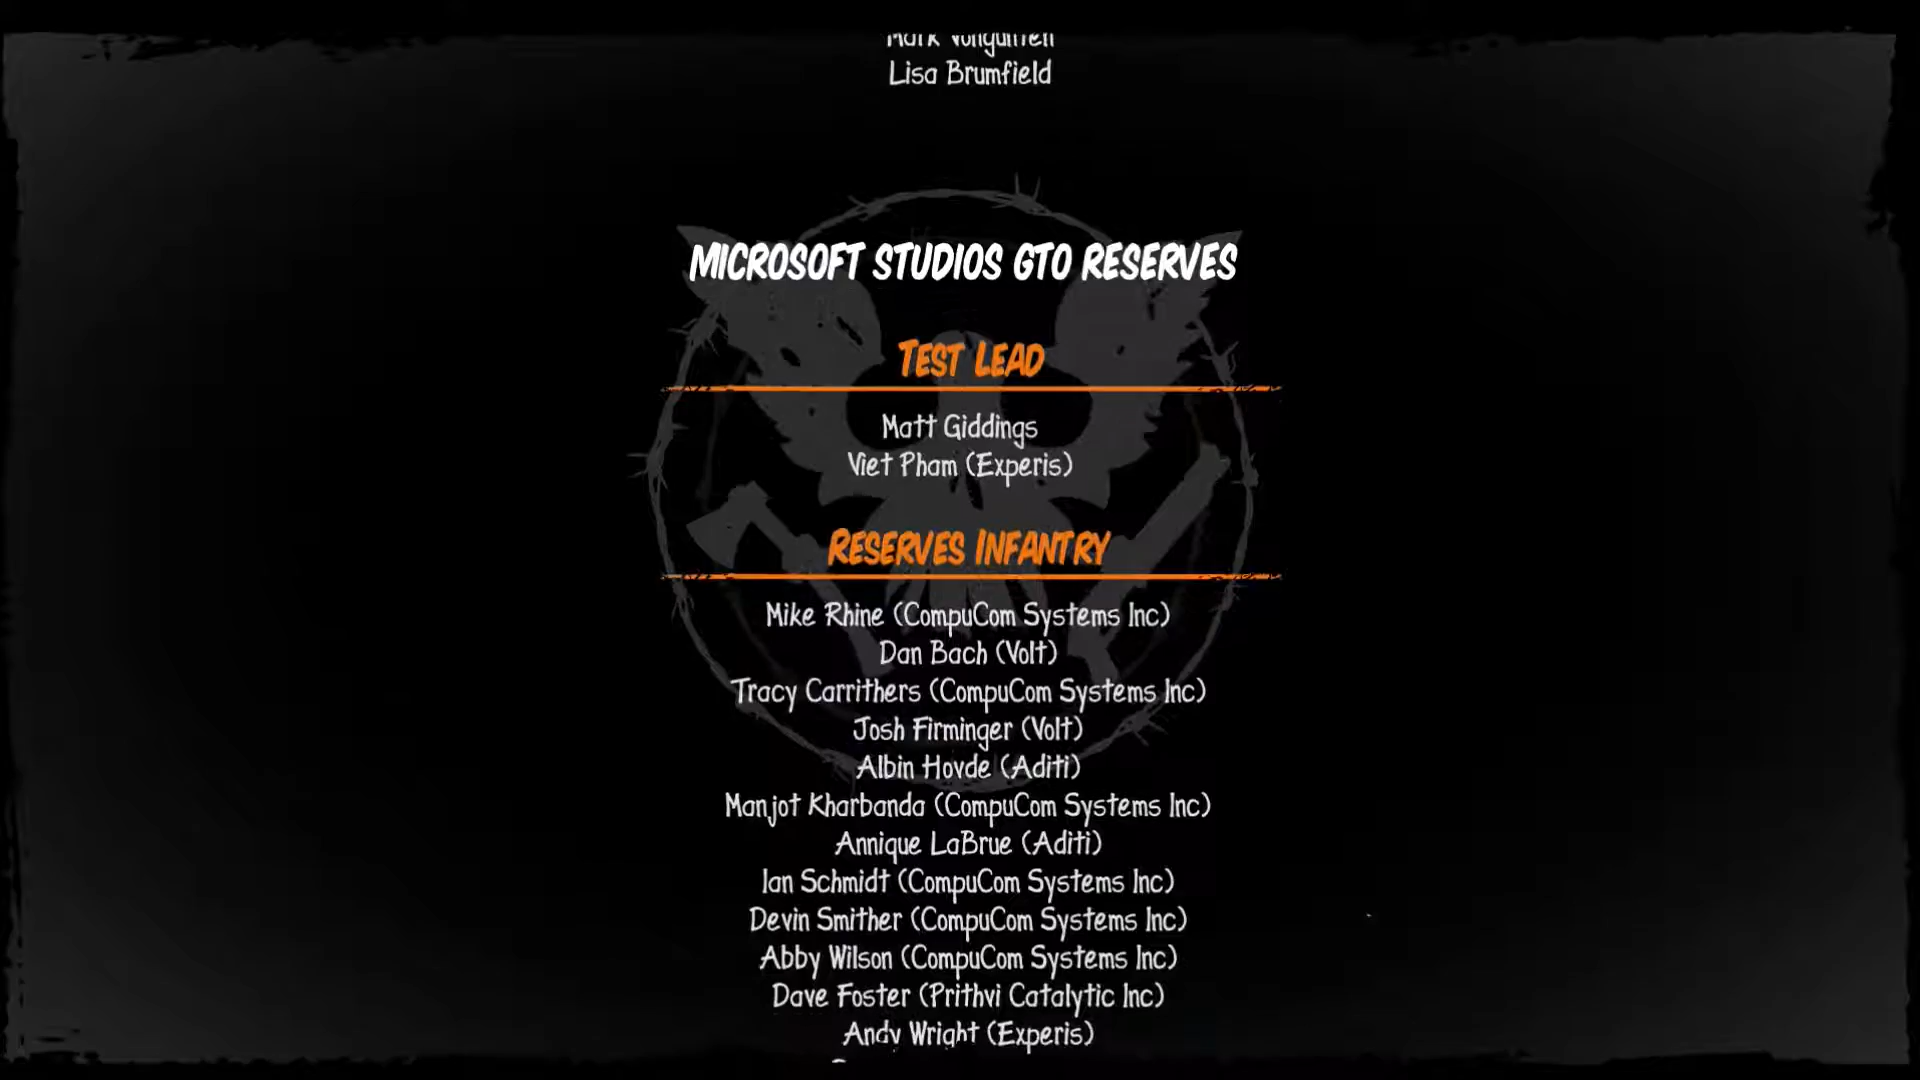 Mark
Lisa Brumfield
MICROSOFT STUDIOS GTO RESERVES
TEST LEAD
Matt Giddings
Viet Pham (Experis)
RESERVES INFANTRY
Mike Rhine (CompuCom Systems Inc)
Dan Bach (Volt)
Tracy Carrithers (CompuCom Systems Inc)
Josh Firminger (Volt)
Albin Hovde (Aditi)
Manjot Kharbanda (CompuCom Systems Inc)
Annique LaBrue (Aditi)
Ian Schmidt (CompuCom Systems Inc)
Devin Smither (CompuCom Systems Inc)
Abby Wilson (CompuCom Systems Inc)
Dave Foster (Prithvi Catalytic Inc)
Andy Wright (Experis)